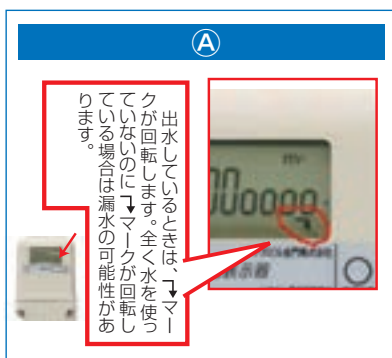 Ⓐ
出水しているときは、⮧マー
クが回転します。全く水を使っ
ていないのに⮧マークが回転し
ている場合は漏水の可能性があ
ります。
m³
0000
示器